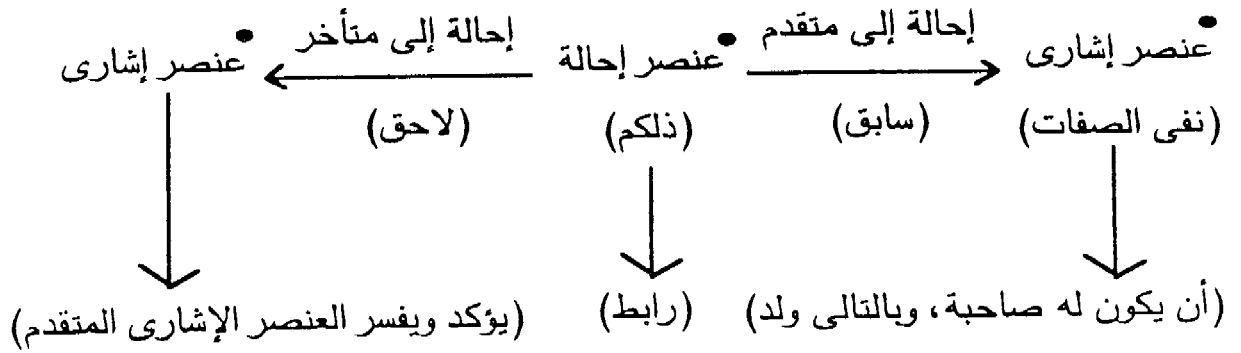 • عنصر إشارى إحالة إلى متقدم • عنصر إحالة إحالة إلى متأخر • عنصر إشارى
(نفى الصفات) (سابق) (ذلكم) (لاحق)
(أن يكون له صاحبة، وبالتالى ولد) (رابط) (يؤكد ويفسر العنصر الإشارى المتقدم)